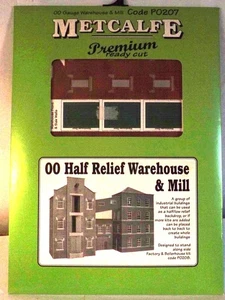 OO Gauge Warehouse & Mill Code PO207
METCALFE
Premium
ready cut
OO Half Relief Warehouse
& Mill
A group of
industrial buildings
that can be used
as a halfview shelf
backdrop, or if
more kits are added
can be placed
back to back to
create whole
buildings
Designed to stand
along side
Factory & Boilerhouse kit
code PO206.